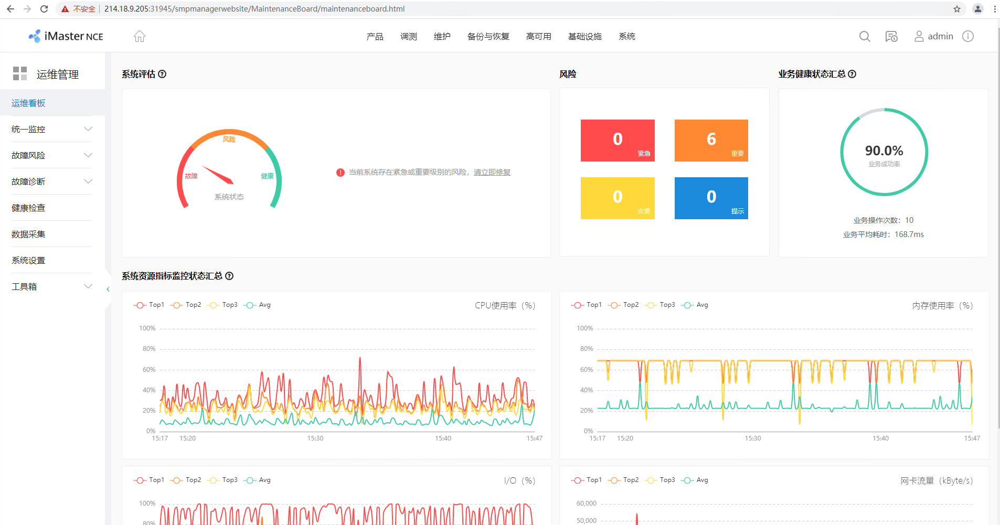 不安全 214.18.9.205:31945/smpmanagerwebsite/MaintenanceBoard/maintenanceboard.html
iMaster NCE
产品 调测 维护 备份与恢复 高可用 基础设施 系统
admin
运维管理
运维看板
统一监控
故障风险
故障诊断
健康检查
数据采集
系统设置
工具箱
系统评估
风险
故障
健康
系统状态
当前系统存在紧急或重要级别的风险，请立即修复
风险
0
紧急
6
重要
0
次要
0
提示
业务健康状态汇总
90.0%
业务成功率
业务操作次数：10
业务平均耗时：168.7ms
系统资源指标监控状态汇总
Top1 Top2 Top3 Avg
CPU使用率（%）
100%
80%
60%
40%
20%
0%
15:17 15:20 15:30 15:40 15:47
Top1 Top2 Top3 Avg
内存使用率（%）
100%
80%
60%
40%
20%
0%
15:17 15:20 15:30 15:40 15:47
Top1 Top2 Top3 Avg
I/O（%）
100%
80%
Top1 Top2 Top3 Avg
网卡流量（kByte/s）
60,000
50,000